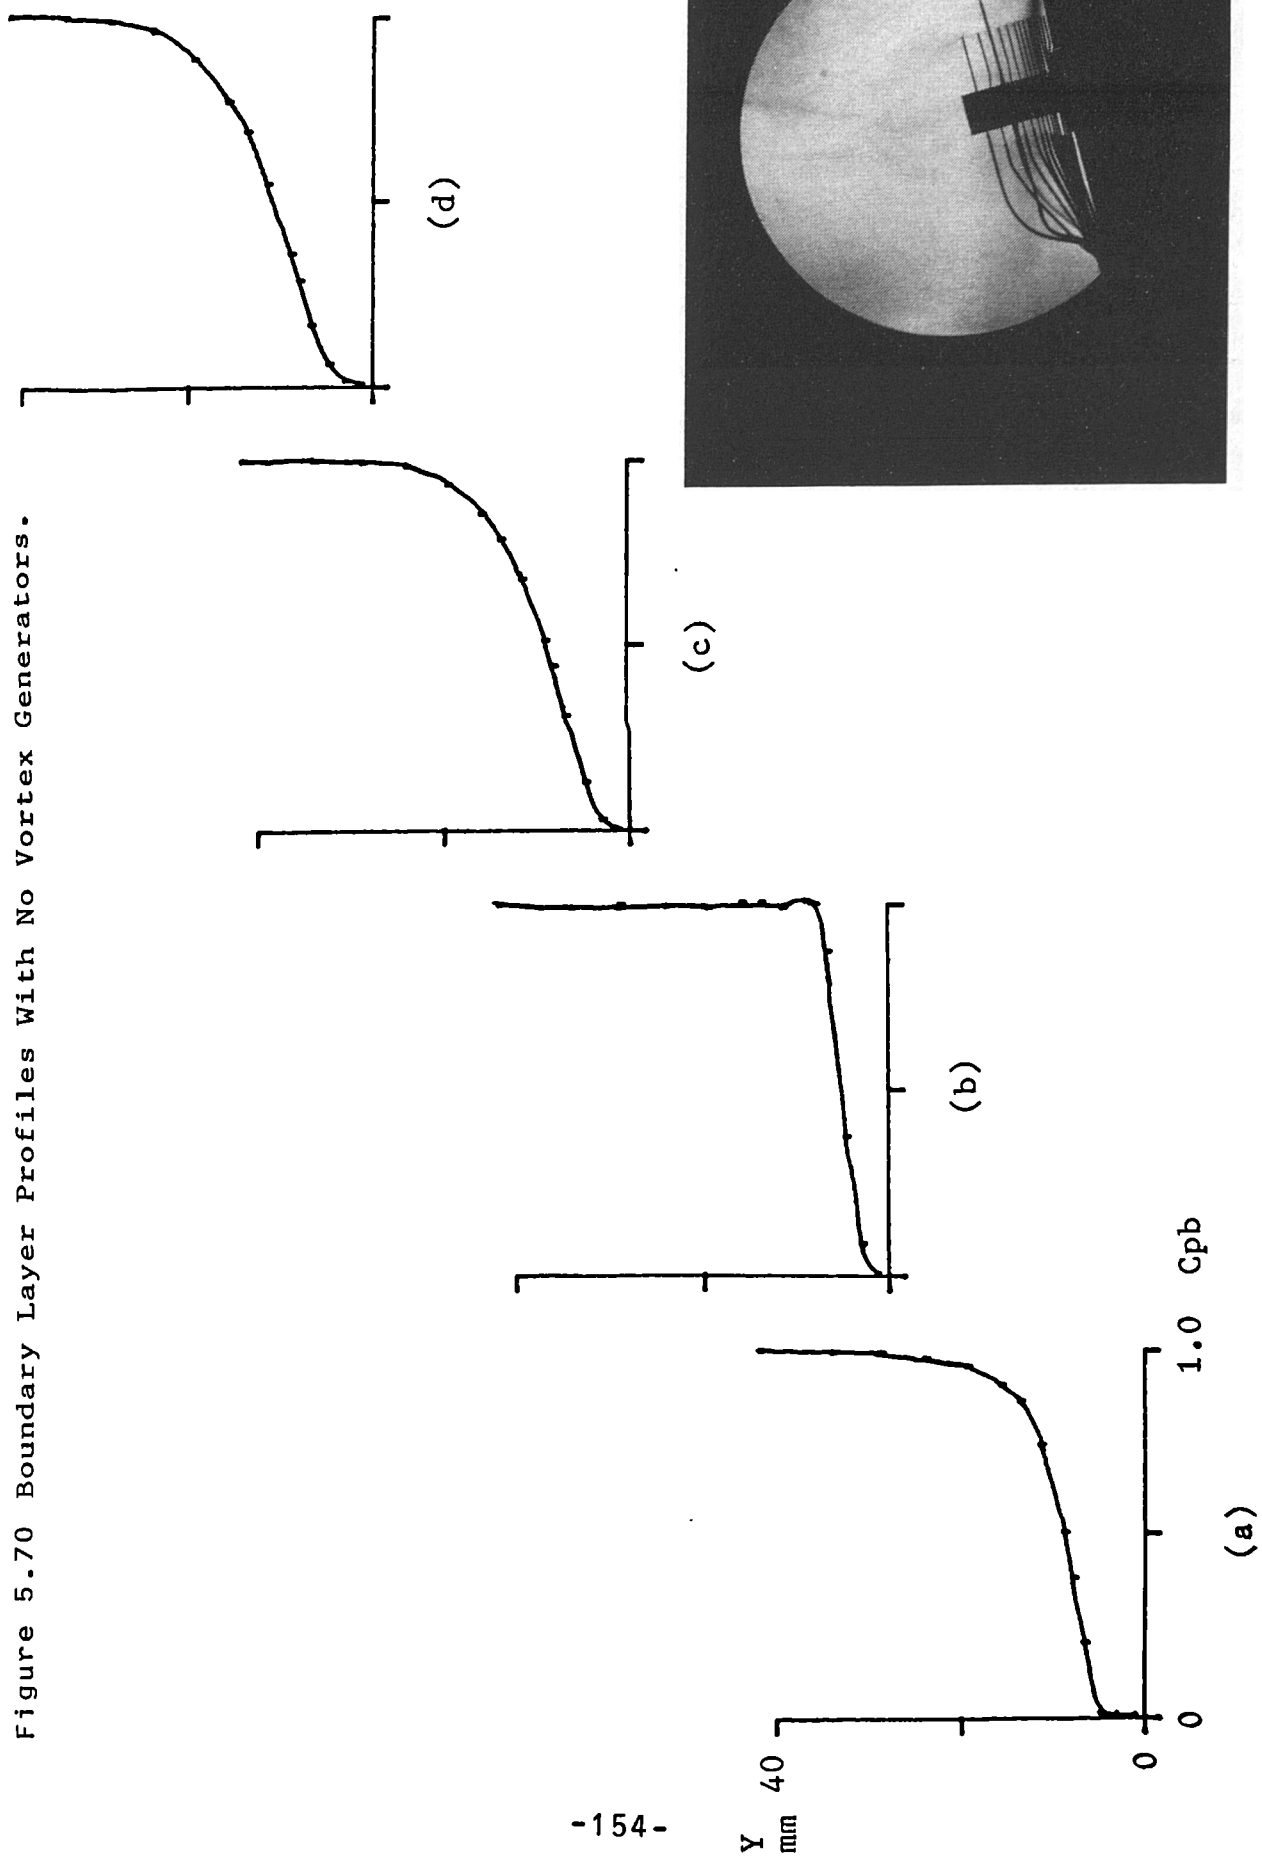 Figure 5.70 Boundary Layer Profiles With No Vortex Generators.
(d)
(c)
(b)
(a)
Y
mm
40
0
0
1.0 Cpb
-154-